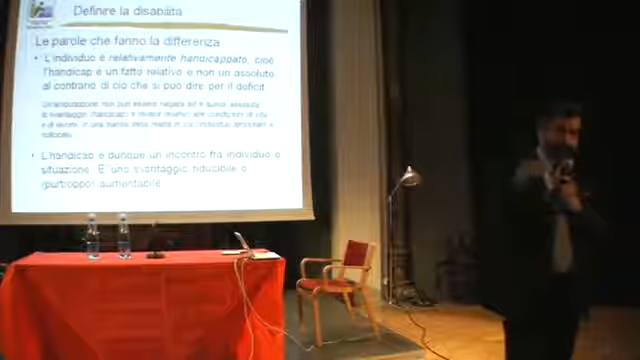 Definire la disabilità
Le parole che fanno la differenza
• L'individuo è relativamente handicappato, cioè
l'handicap è un fatto relativo e non un assoluto
al contrario di ciò che si può dire per il deficit
• L'handicap è dunque un incontro fra individuo e
situazione. E' uno svantaggio riducibile o
(purtroppo) aumentabile